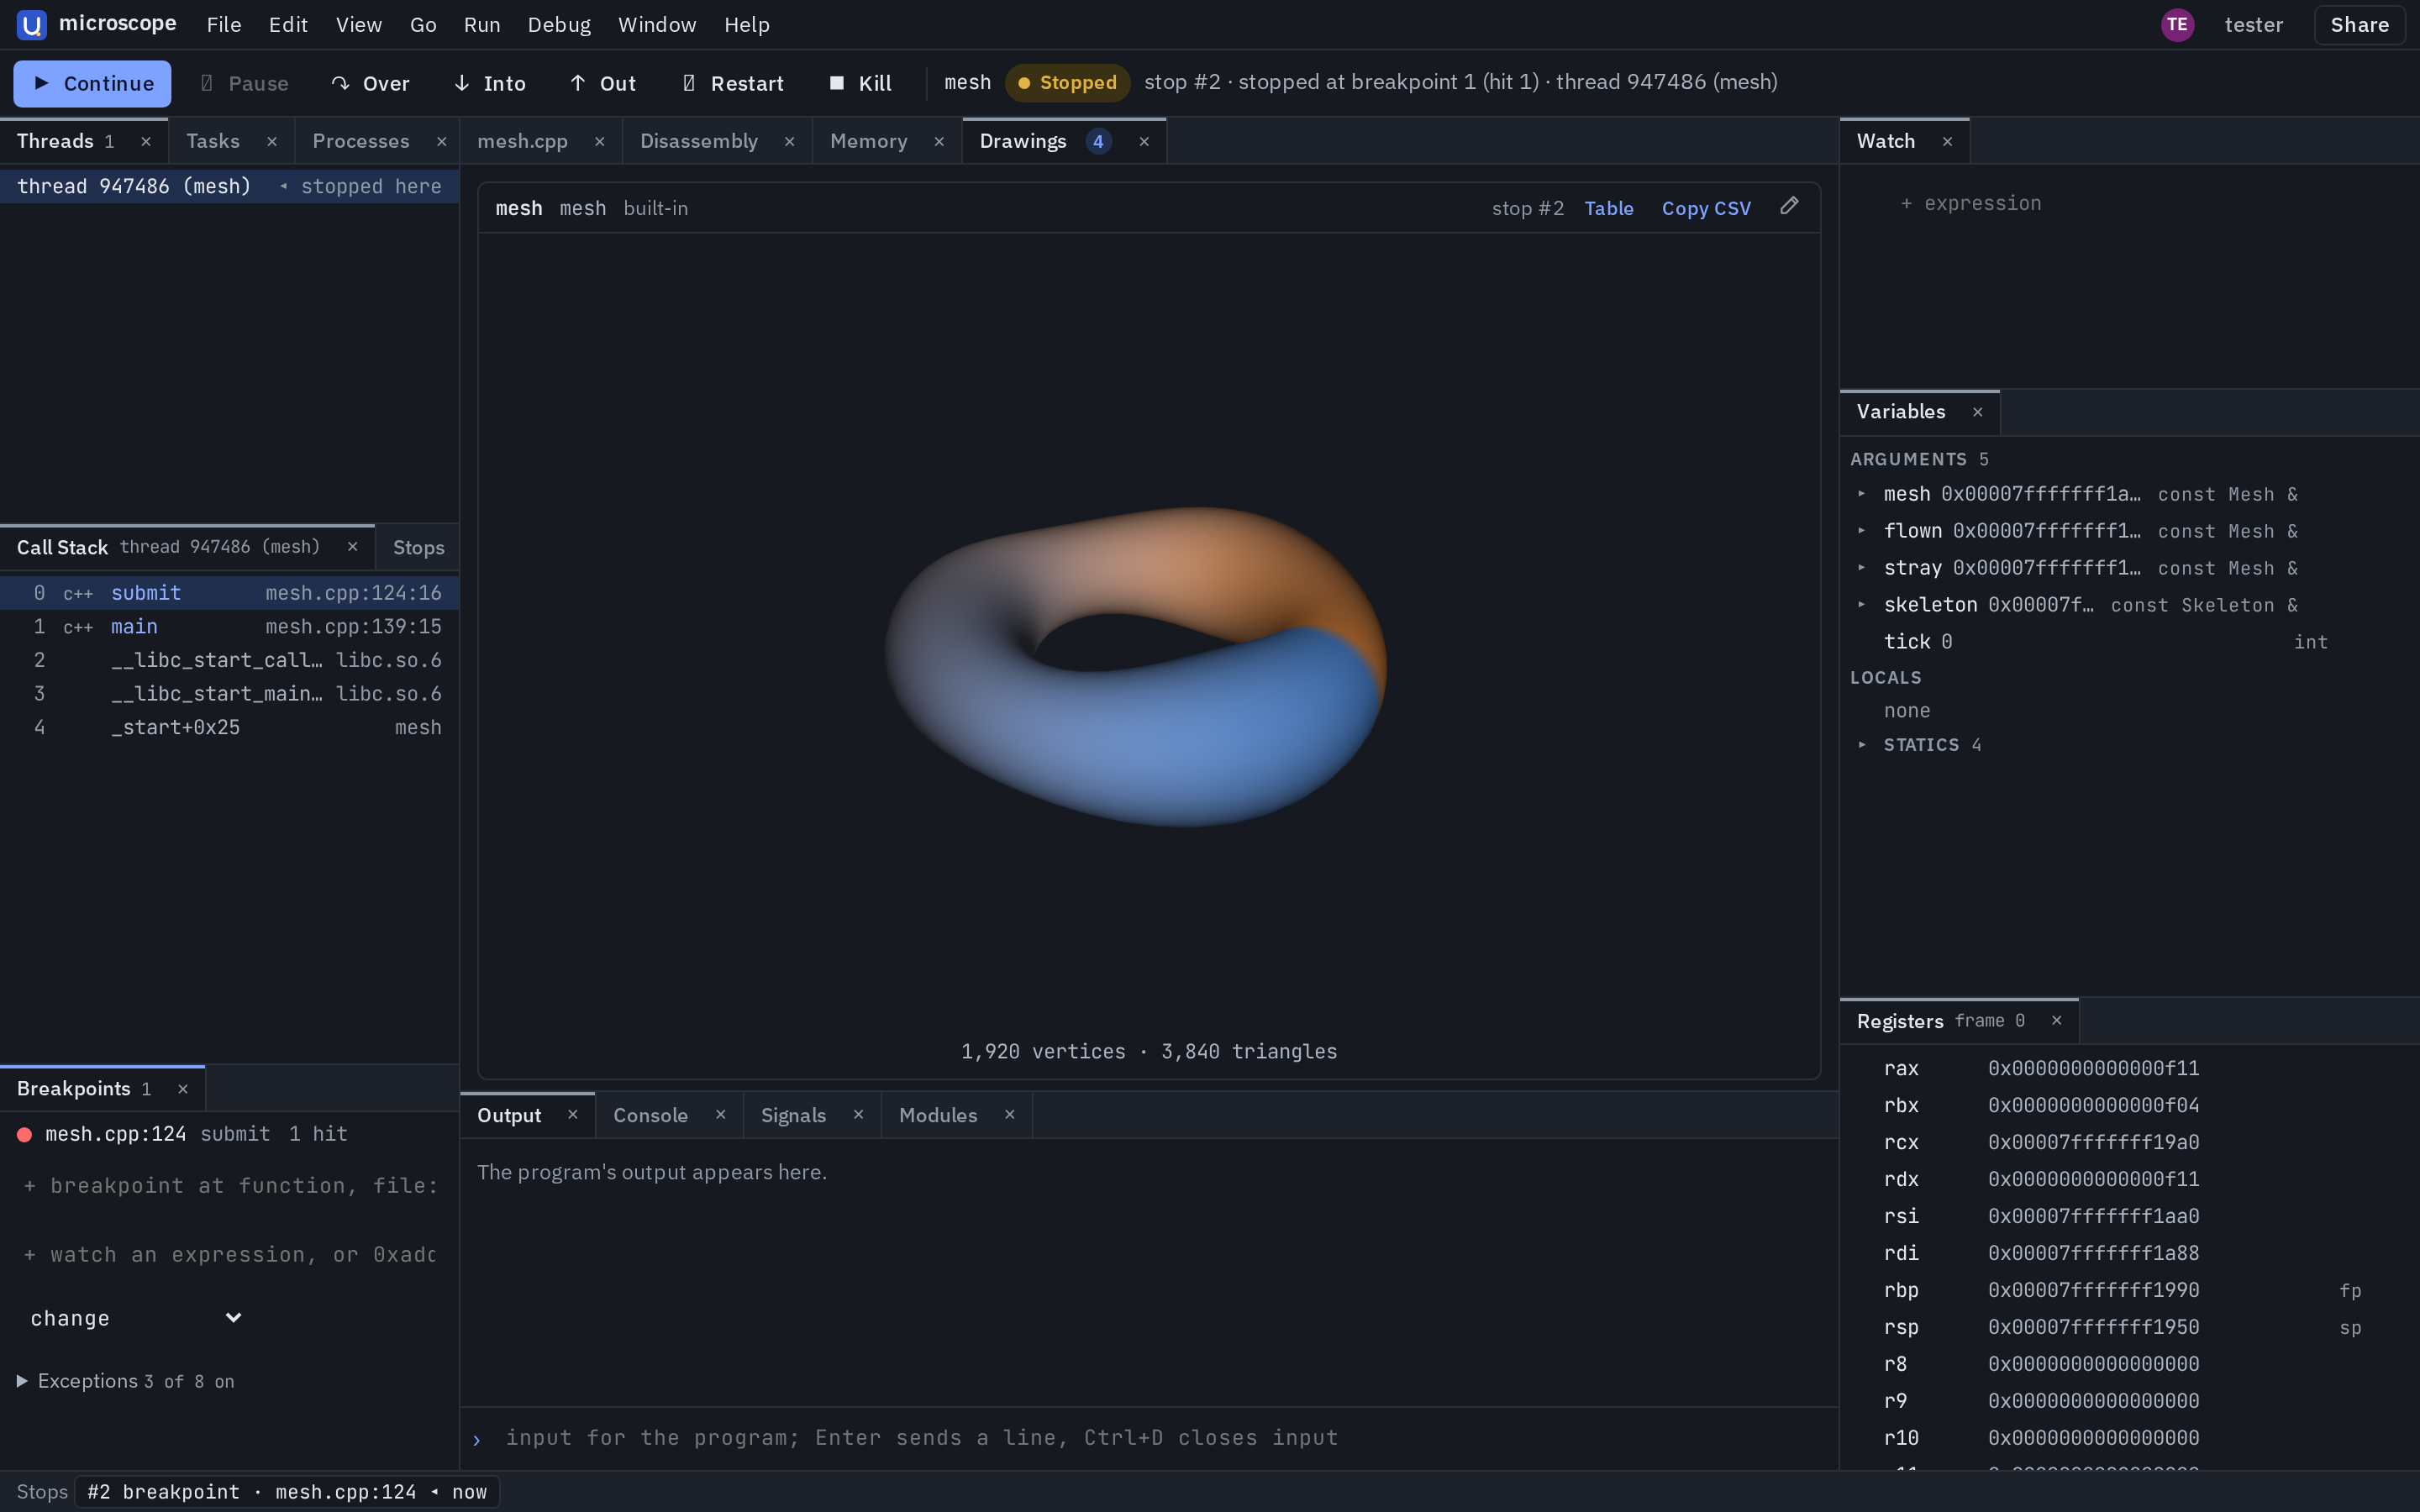 microscope File Edit View Go Run Debug Window Help TE tester Share
Continue Pause Over Into Out Restart Kill mesh Stopped stop #2 · stopped at breakpoint 1 (hit 1) · thread 947486 (mesh)
Threads 1 × Tasks × Processes × mesh.cpp × Disassembly × Memory × Drawings 4 × Watch ×
thread 947486 (mesh) ◂ stopped here
mesh mesh built-in stop #2 Table Copy CSV
+ expression
Variables ×
ARGUMENTS 5
▸ mesh 0x00007fffffff1a… const Mesh &
▸ flown 0x00007fffffff1… const Mesh &
▸ stray 0x00007fffffff1… const Mesh &
▸ skeleton 0x00007f… const Skeleton &
tick 0 int
LOCALS
none
▸ STATICS 4
Call Stack thread 947486 (mesh) × Stops
0 c++ submit mesh.cpp:124:16
1 c++ main mesh.cpp:139:15
2 __libc_start_call… libc.so.6
3 __libc_start_main… libc.so.6
4 _start+0x25 mesh
1,920 vertices · 3,840 triangles
Breakpoints 1 ×
mesh.cpp:124 submit 1 hit
+ breakpoint at function, file:
+ watch an expression, or 0xadd
change
▶ Exceptions 3 of 8 on
Output × Console × Signals × Modules ×
The program's output appears here.
› input for the program; Enter sends a line, Ctrl+D closes input
Registers frame 0 ×
rax 0x0000000000000f11
rbx 0x0000000000000f04
rcx 0x00007fffffff19a0
rdx 0x0000000000000f11
rsi 0x00007fffffff1aa0
rdi 0x00007fffffff1a88
rbp 0x00007fffffff1990 fp
rsp 0x00007fffffff1950 sp
r8 0x0000000000000000
r9 0x0000000000000000
r10 0x0000000000000000
Stops #2 breakpoint · mesh.cpp:124 ◂ now